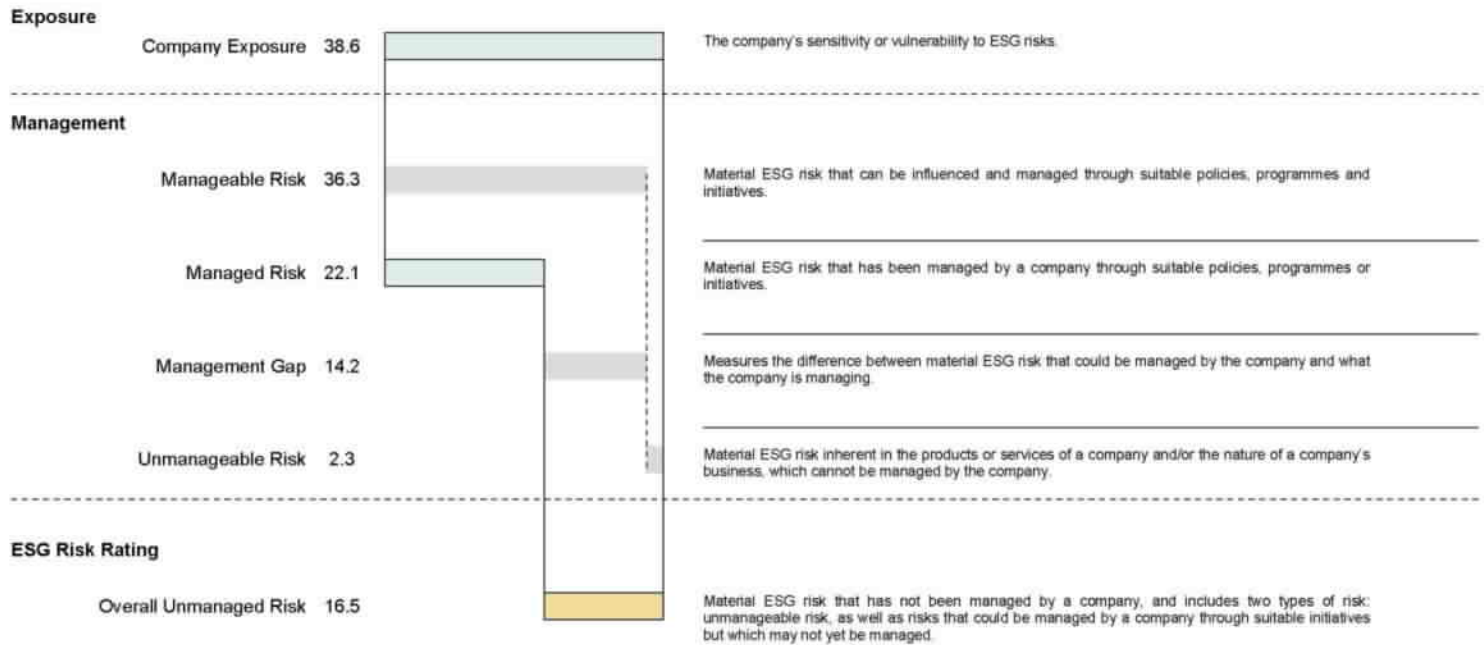 Exposure
Company Exposure 38.6
The company's sensitivity or vulnerability to ESG risks.
Management
Manageable Risk 36.3
Material ESG risk that can be influenced and managed through suitable policies, programmes and
initiatives.
Managed Risk 22.1
Material ESG risk that has been managed by a company through suitable policies, programmes or
initiatives.
Management Gap 14.2
Measures the difference between material ESG risk that could be managed by the company and what
the company is managing.
Unmanageable Risk 2.3
Material ESG risk inherent in the products or services of a company and/or the nature of a company's
business, which cannot be managed by the company.
ESG Risk Rating
Overall Unmanaged Risk 16.5
Material ESG risk that has not been managed by a company, and includes two types of risk:
unmanageable risk, as well as risks that could be managed by a company through suitable initiatives
but which may not yet be managed.